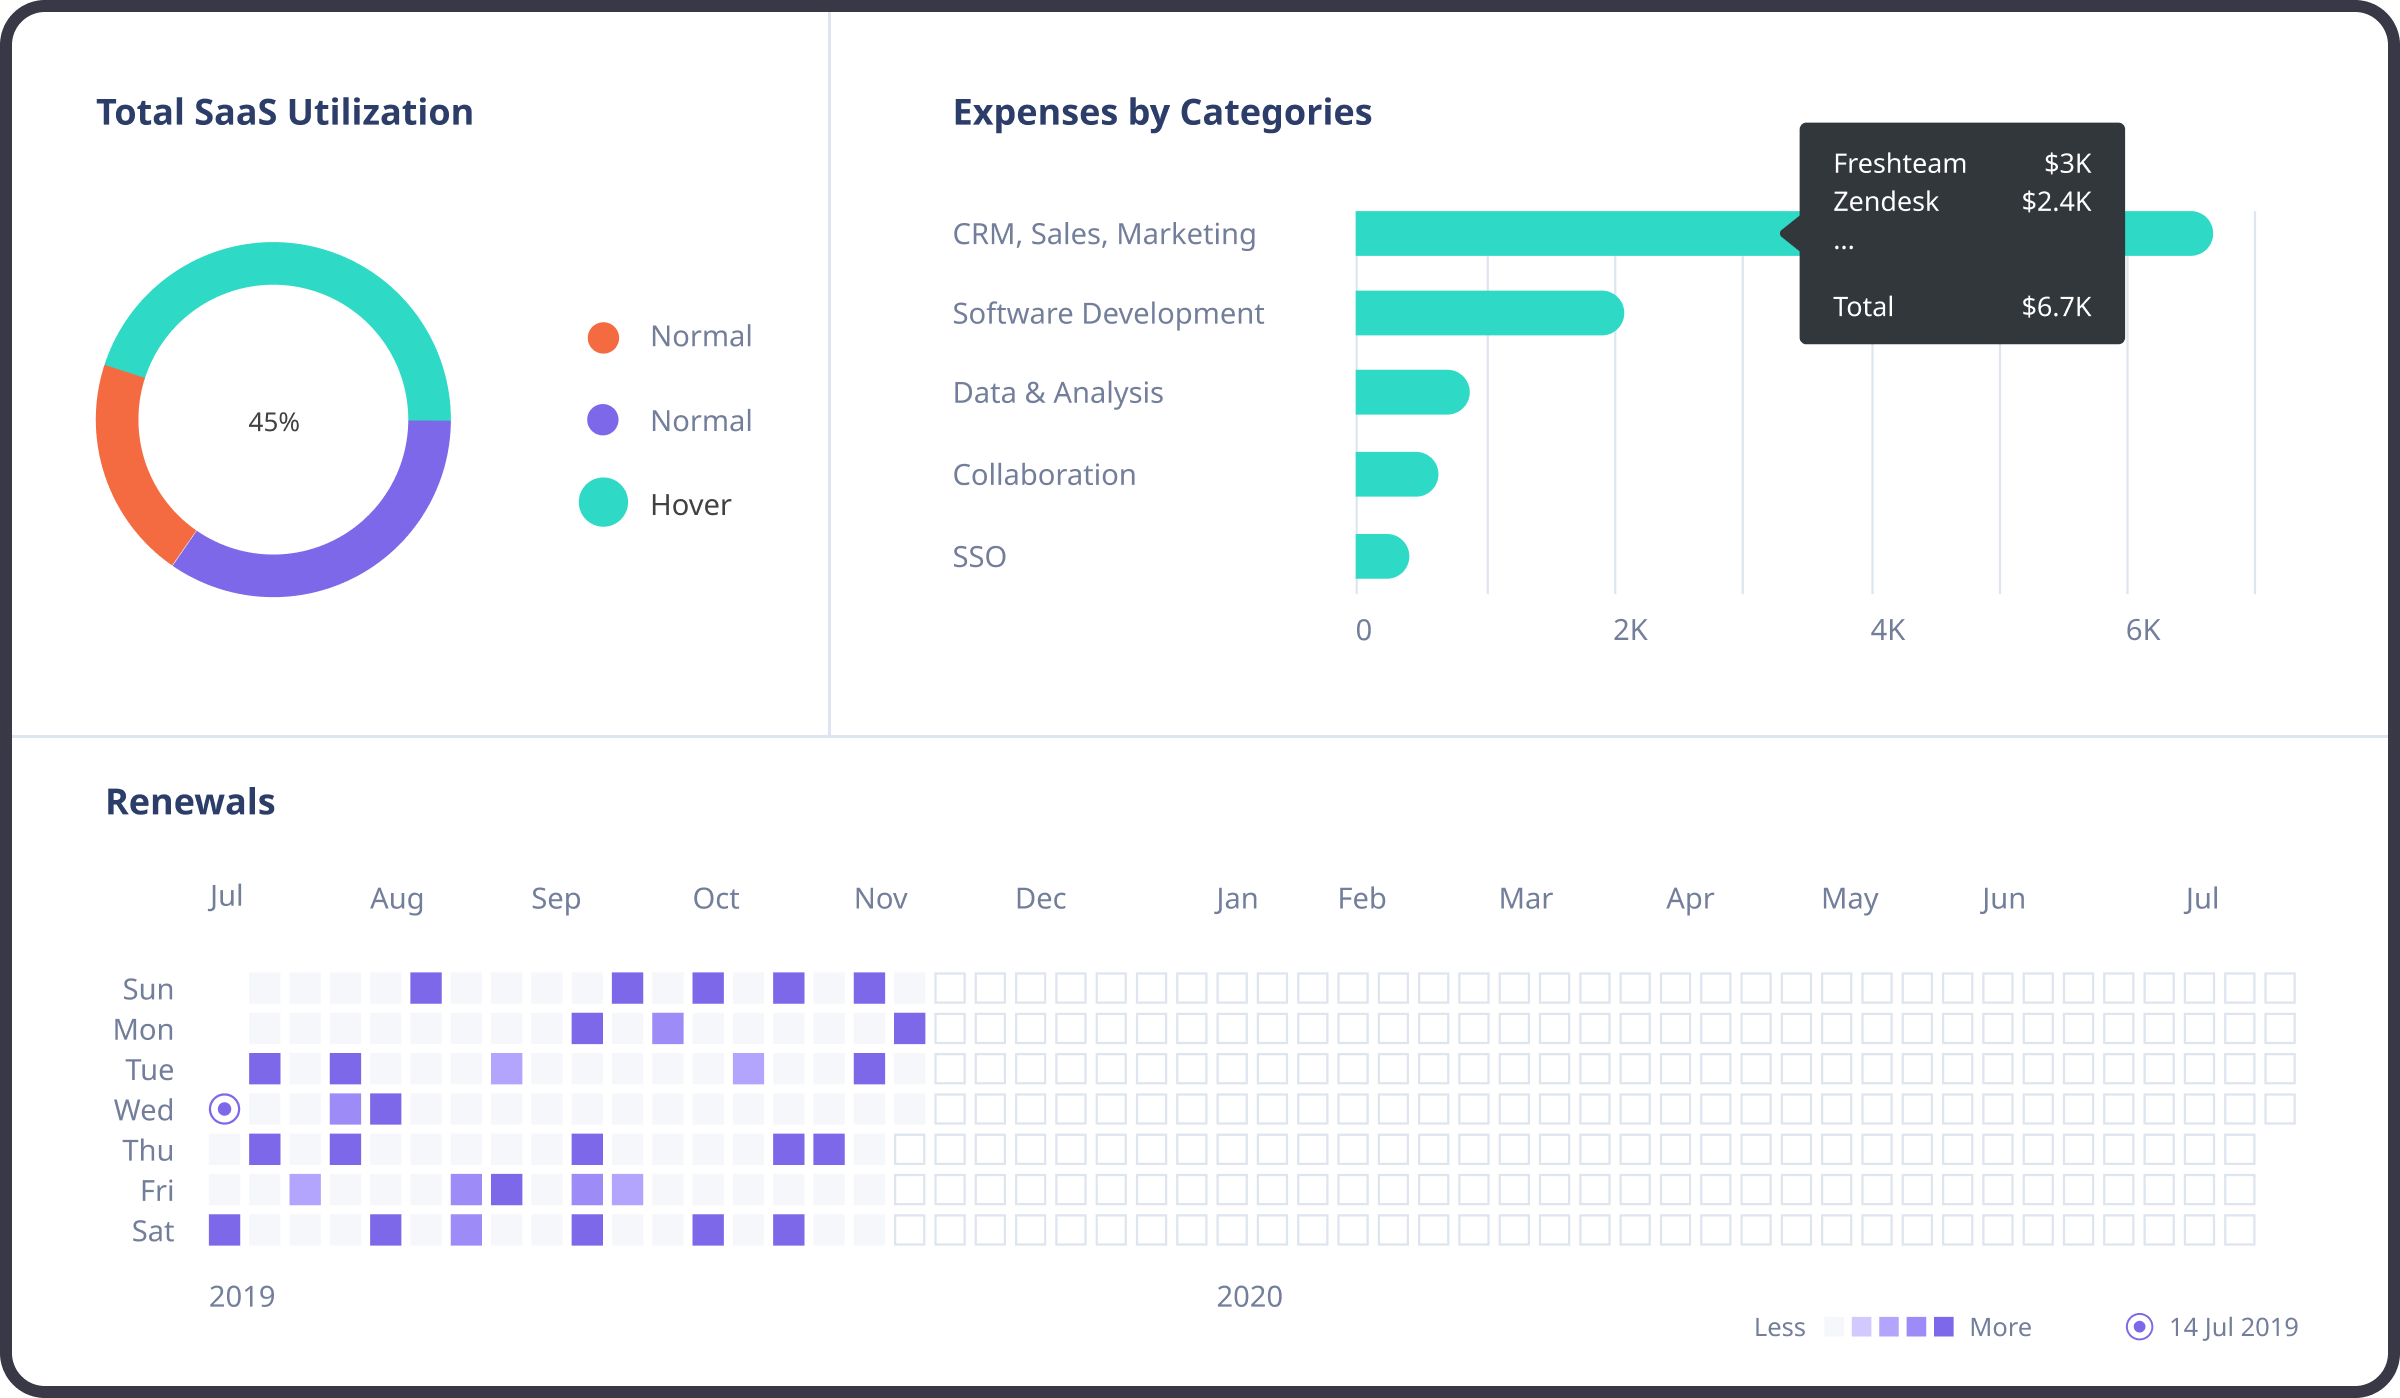 Total SaaS Utilization
45%
Normal
Normal
Hover
Expenses by Categories
CRM, Sales, Marketing
Software Development
Data & Analysis
Collaboration
SSO
Freshteam $3K
Zendesk $2.4K
...
Total $6.7K
0 2K 4K 6K
Renewals
Jul Aug Sep Oct Nov Dec Jan Feb Mar Apr May Jun Jul
Sun
Mon
Tue
Wed
Thu
Fri
Sat
2019 2020
Less More 14 Jul 2019